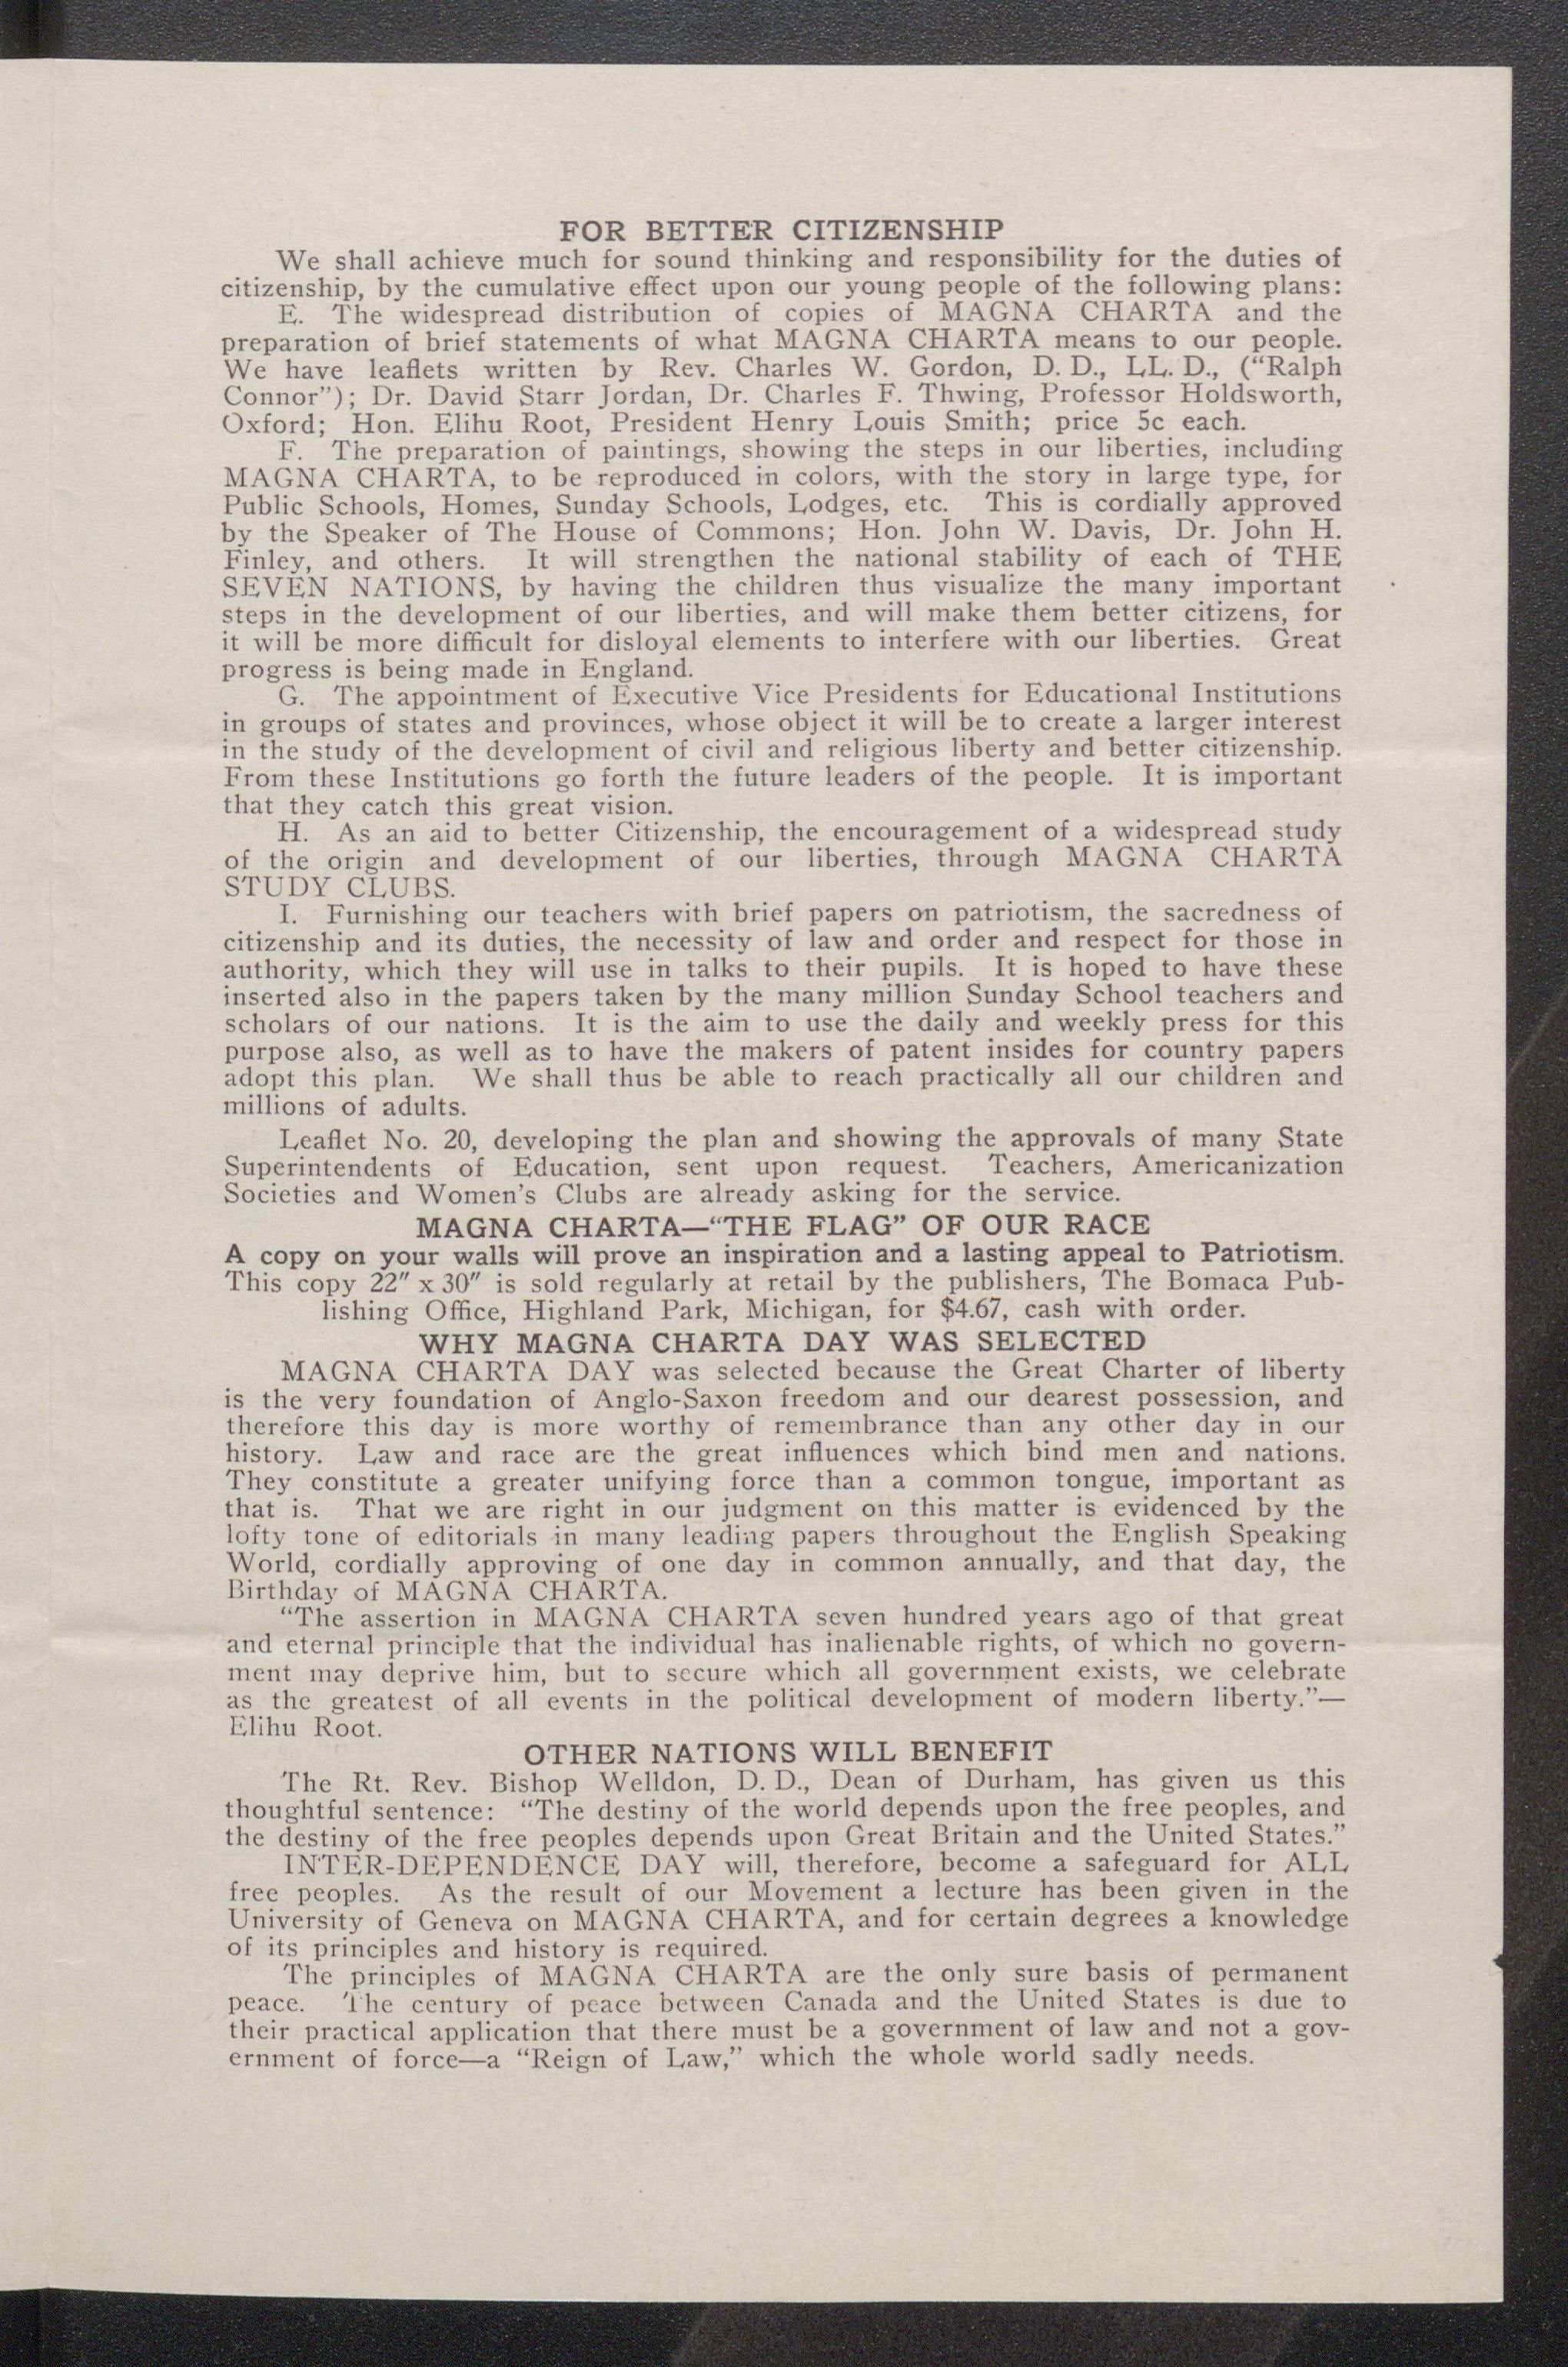 FOR BETTER CITIZENSHIP
We shall achieve much for sound thinking and responsibility for the duties of
citizenship, by the cumulative effect upon our young people of the following plans:
E. The widespread distribution of copies of MAGNA CHARTA and the
preparation of brief statements of what MAGNA CHARTA means to our people.
We have leaflets written by Rev. Charles W. Gordon, D. D., LL. D., (“Ralph
Connor”); Dr. David Starr Jordan, Dr. Charles F. Thwing, Professor Holdsworth,
Oxford; Hon. Elihu Root, President Henry Louis Smith; price 5c each.
F. The preparation of paintings, showing the steps in our liberties, including
MAGNA CHARTA, to be reproduced in colors, with the story in large type, for
Public Schools, Homes, Sunday Schools, Lodges, etc. This is cordially approved
by the Speaker of The House of Commons; Hon. John W. Davis, Dr. John H.
Finley, and others. It will strengthen the national stability of each of THE
SEVEN NATIONS, by having the children thus visualize the many important
steps in the development of our liberties, and will make them better citizens, for
it will be more difficult for disloyal elements to interfere with our liberties. Great
progress is being made in England.
G. The appointment of Executive Vice Presidents for Educational Institutions
in groups of states and provinces, whose object it will be to create a larger interest
in the study of the development of civil and religious liberty and better citizenship.
From these Institutions go forth the future leaders of the people. It is important
that they catch this great vision.
H. As an aid to better Citizenship, the encouragement of a widespread study
of the origin and development of our liberties, through MAGNA CHARTA
STUDY CLUBS.
I. Furnishing our teachers with brief papers on patriotism, the sacredness of
citizenship and its duties, the necessity of law and order and respect for those in
authority, which they will use in talks to their pupils. It is hoped to have these
inserted also in the papers taken by the many million Sunday School teachers and
scholars of our nations. It is the aim to use the daily and weekly press for this
purpose also, as well as to have the makers of patent insides for country papers
adopt this plan. We shall thus be able to reach practically all our children and
millions of adults.
Leaflet No. 20, developing the plan and showing the approvals of many State
Superintendents of Education, sent upon request. Teachers, Americanization
Societies and Women’s Clubs are already asking for the service.
MAGNA CHARTA—“THE FLAG” OF OUR RACE
A copy on your walls will prove an inspiration and a lasting appeal to Patriotism.
This copy 22″ x 30″ is sold regularly at retail by the publishers, The Bomaca Pub-
lishing Office, Highland Park, Michigan, for $4.67, cash with order.
WHY MAGNA CHARTA DAY WAS SELECTED
MAGNA CHARTA DAY was selected because the Great Charter of liberty
is the very foundation of Anglo-Saxon freedom and our dearest possession, and
therefore this day is more worthy of remembrance than any other day in our
history. Law and race are the great influences which bind men and nations.
They constitute a greater unifying force than a common tongue, important as
that is. That we are right in our judgment on this matter is evidenced by the
lofty tone of editorials in many leading papers throughout the English Speaking
World, cordially approving of one day in common annually, and that day, the
Birthday of MAGNA CHARTA.
“The assertion in MAGNA CHARTA seven hundred years ago of that great
and eternal principle that the individual has inalienable rights, of which no govern-
ment may deprive him, but to secure which all government exists, we celebrate
as the greatest of all events in the political development of modern liberty.”—
Elihu Root.
OTHER NATIONS WILL BENEFIT
The Rt. Rev. Bishop Welldon, D. D., Dean of Durham, has given us this
thoughtful sentence: “The destiny of the world depends upon the free peoples, and
the destiny of the free peoples depends upon Great Britain and the United States.”
INTER-DEPENDENCE DAY will, therefore, become a safeguard for ALL
free peoples. As the result of our Movement a lecture has been given in the
University of Geneva on MAGNA CHARTA, and for certain degrees a knowledge
of its principles and history is required.
The principles of MAGNA CHARTA are the only sure basis of permanent
peace. The century of peace between Canada and the United States is due to
their practical application that there must be a government of law and not a gov-
ernment of force—a “Reign of Law,” which the whole world sadly needs.